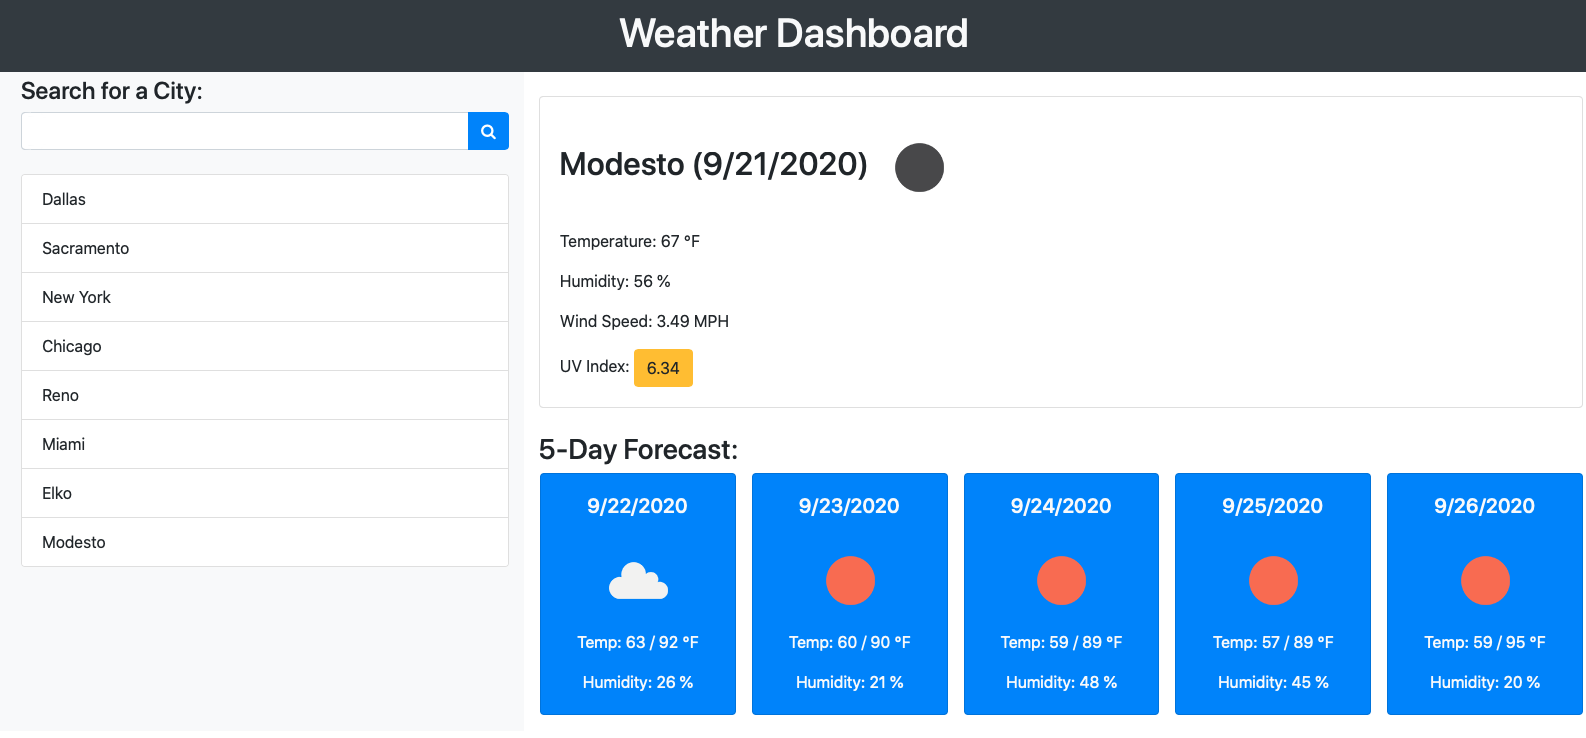 Weather Dashboard
Search for a City:
Dallas
Sacramento
New York
Chicago
Reno
Miami
Elko
Modesto
Modesto (9/21/2020)
Temperature: 67 °F
Humidity: 56 %
Wind Speed: 3.49 MPH
UV Index: 6.34
5-Day Forecast:
9/22/2020
Temp: 63 / 92 °F
Humidity: 26 %
9/23/2020
Temp: 60 / 90 °F
Humidity: 21 %
9/24/2020
Temp: 59 / 89 °F
Humidity: 48 %
9/25/2020
Temp: 57 / 89 °F
Humidity: 45 %
9/26/2020
Temp: 59 / 95 °F
Humidity: 20 %